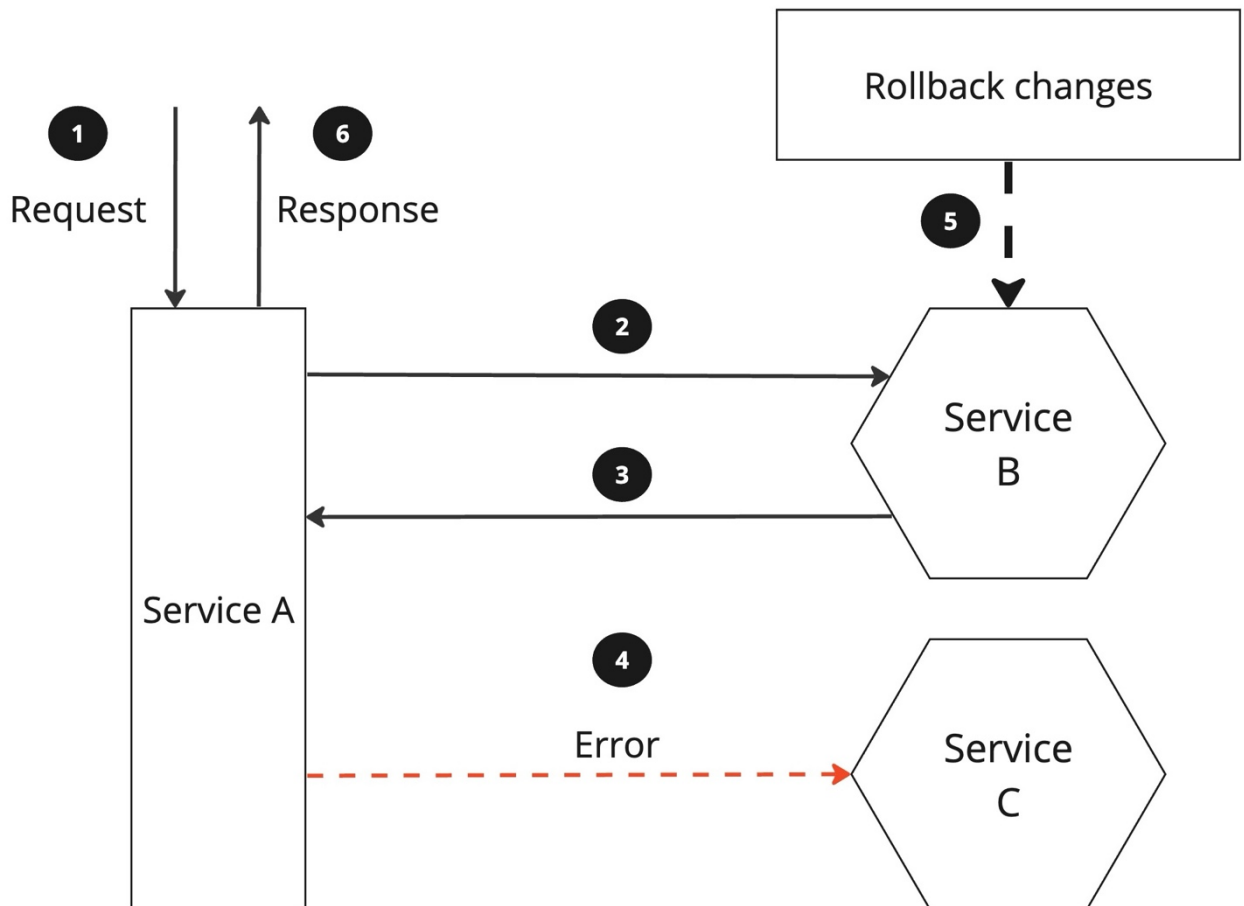 Rollback changes
1
6
Request
Response
5
2
Service
B
3
Service A
4
Error
Service
C